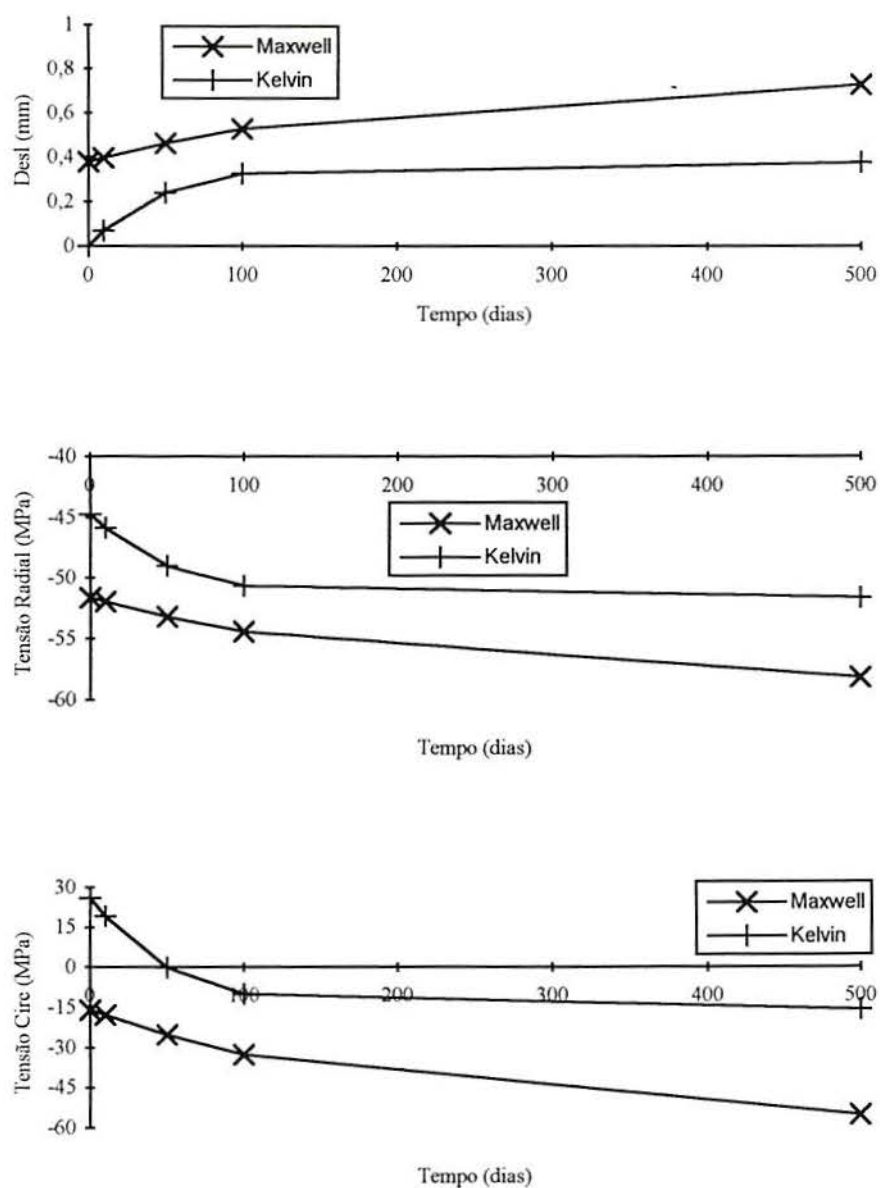 1
0,8
0,6
0,4
0,2
0
Desl (mm)
Maxwell
Kelvin
0 100 200 300 400 500
Tempo (dias)
-40
-45
-50
-55
-60
Tensão Radial (MPa)
0 100 200 300 400 500
Maxwell
Kelvin
Tempo (dias)
30
15
0
-15
-30
-45
-60
Tensão Circ (MPa)
Maxwell
Kelvin
0 100 200 300 400 500
Tempo (dias)